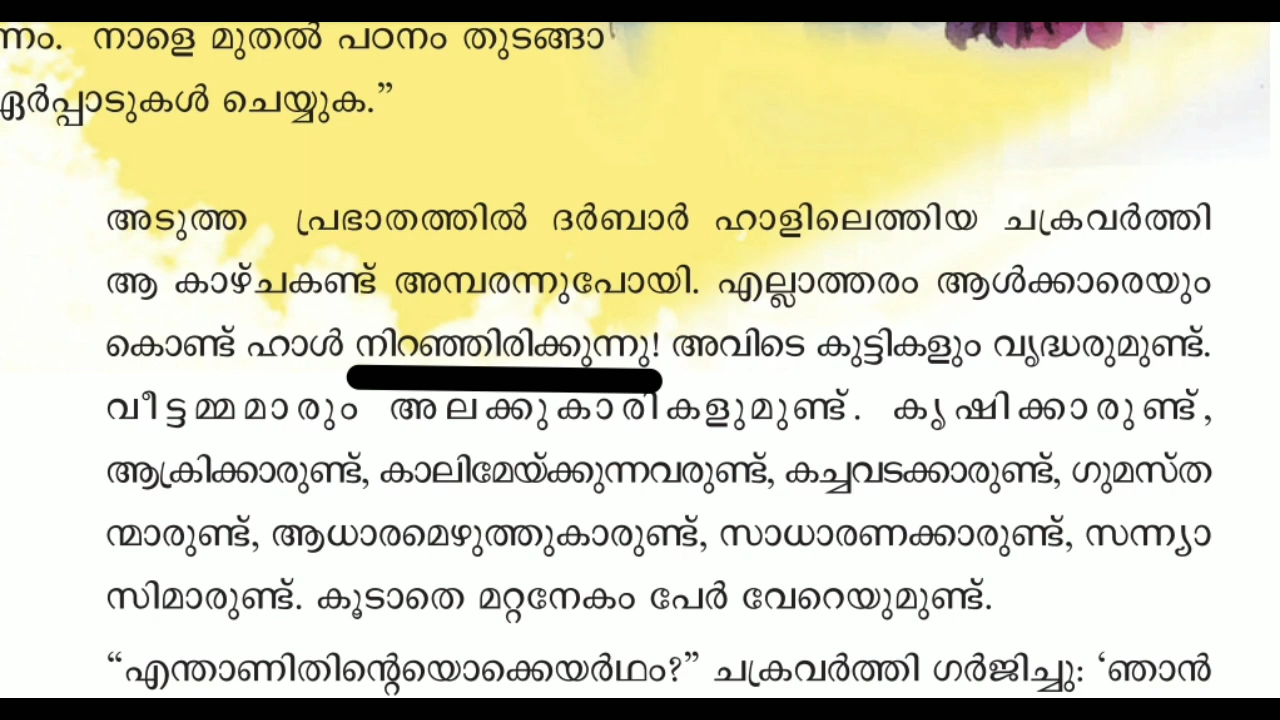 ണം. നാളെ മുതൽ പഠനം തുടങ്ങാ
ഏർപ്പാടുകൾ ചെയ്യുക.”
അടുത്ത പ്രഭാതത്തിൽ ദർബാർ ഹാളിലെത്തിയ ചക്രവർത്തി
ആ കാഴ്ചകണ്ട് അമ്പരന്നുപോയി. എല്ലാത്തരം ആൾക്കാരെയും
കൊണ്ട് ഹാൾ നിറഞ്ഞിരിക്കുന്നു! അവിടെ കുട്ടികളും വൃദ്ധരുമുണ്ട്.
വീട്ടമ്മമാരും അലക്കുകാരികളുമുണ്ട്. കൃഷിക്കാരുണ്ട്,
ആക്രിക്കാരുണ്ട്, കാലിമേയ്ക്കുന്നവരുണ്ട്, കച്ചവടക്കാരുണ്ട്, ഗുമസ്ത
ന്മാരുണ്ട്, ആധാരമെഴുത്തുകാരുണ്ട്, സാധാരണക്കാരുണ്ട്, സന്ന്യാ
സിമാരുണ്ട്. കൂടാതെ മറ്റനേകം പേർ വേറെയുമുണ്ട്.
“എന്താണിതിന്റെയൊക്കെയർഥം?” ചക്രവർത്തി ഗർജിച്ചു: ‘ഞാൻ